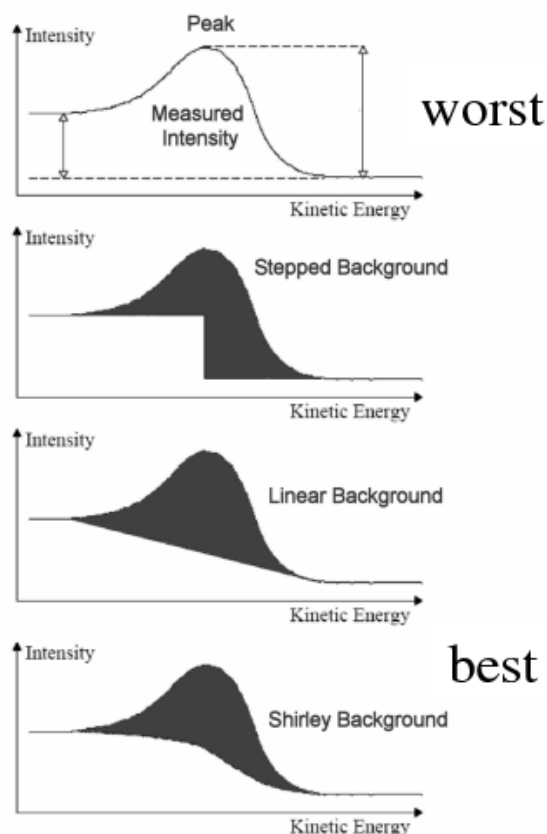 Intensity
Peak
worst
Measured
Intensity
Kinetic Energy
Intensity
Stepped Background
Kinetic Energy
Intensity
Linear Background
Kinetic Energy
Intensity
best
Shirley Background
Kinetic Energy